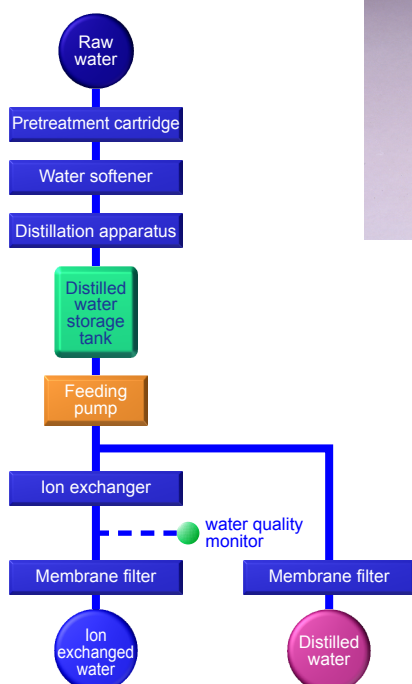 Raw
water
Pretreatment cartridge
Water softener
Distillation apparatus
Distilled
water
storage
tank
Feeding
pump
Ion exchanger
water quality
monitor
Membrane filter
Membrane filter
Ion
exchanged
water
Distilled
water